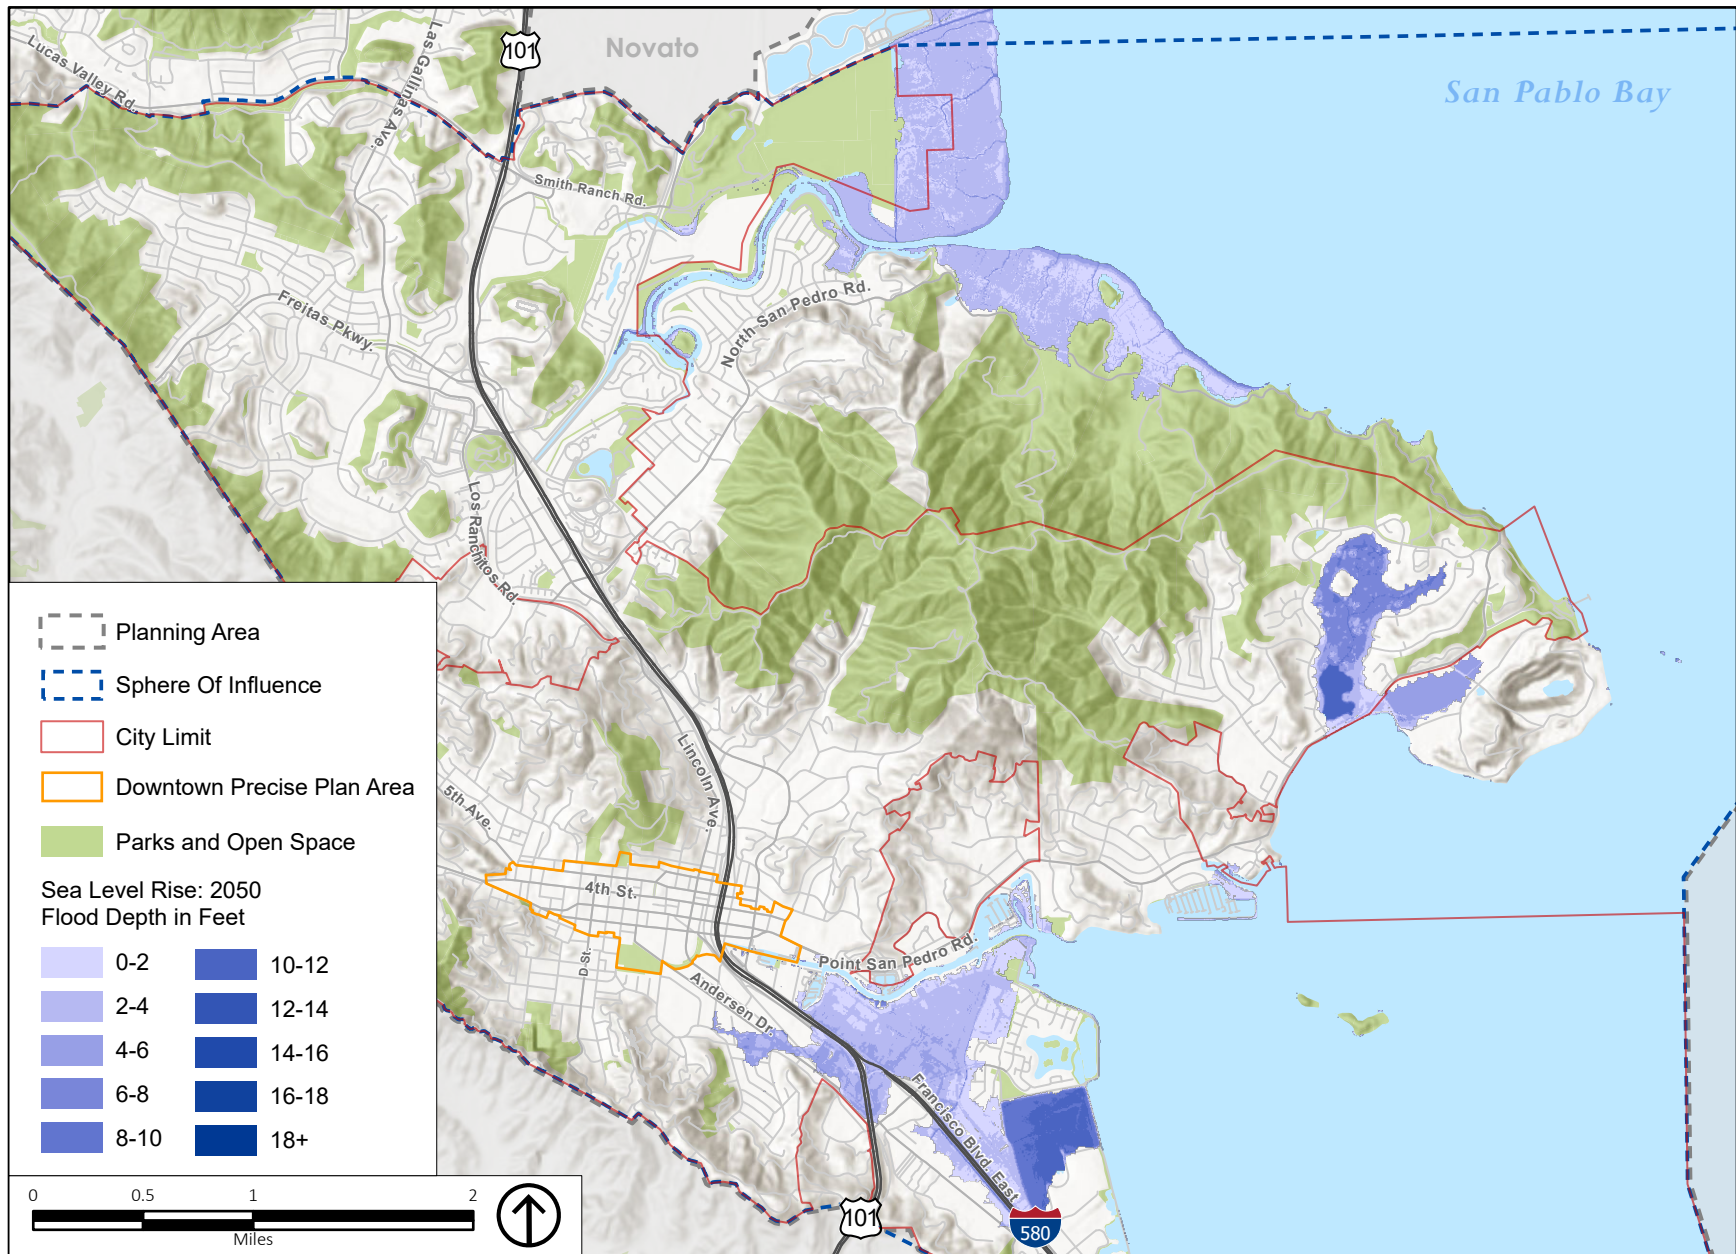 Novato
101
San Pablo Bay
Lucas Valley Rd.
Las Gallinas Ave.
Smith Ranch Rd.
Freitas Pkwy.
North San Pedro Rd.
Los Ranchitos Rd.
Lincoln Ave.
5th Ave.
4th St.
D St.
Andersen Dr.
Point San Pedro Rd.
Francisco Blvd. East
101
580
Planning Area
Sphere Of Influence
City Limit
Downtown Precise Plan Area
Parks and Open Space
Sea Level Rise: 2050
Flood Depth in Feet
0-2
2-4
4-6
6-8
8-10
10-12
12-14
14-16
16-18
18+
0 0.5 1 2
Miles